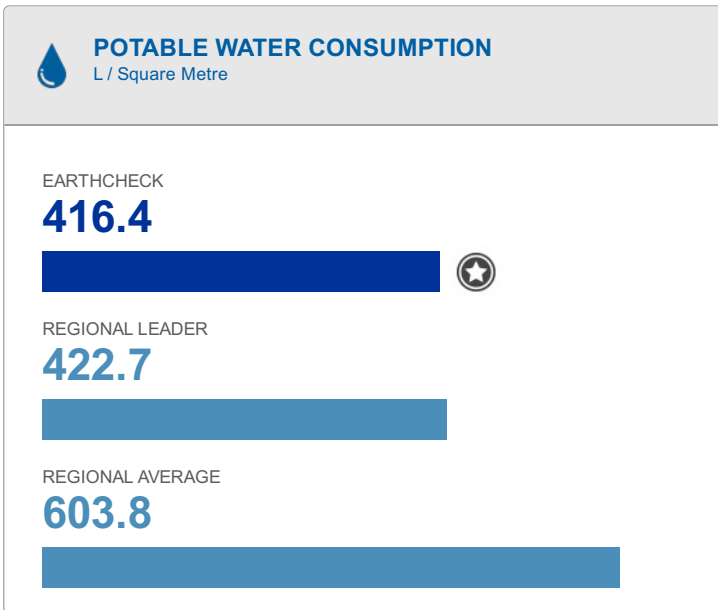 POTABLE WATER CONSUMPTION
L / Square Metre
EARTHCHECK
416.4
REGIONAL LEADER
422.7
REGIONAL AVERAGE
603.8